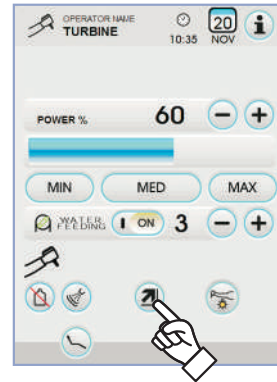 OPERATOR NAME
TURBINE
10:35
20
NOV
i
POWER %
60
MIN
MED
MAX
WATER
FEEDING
I ON
3